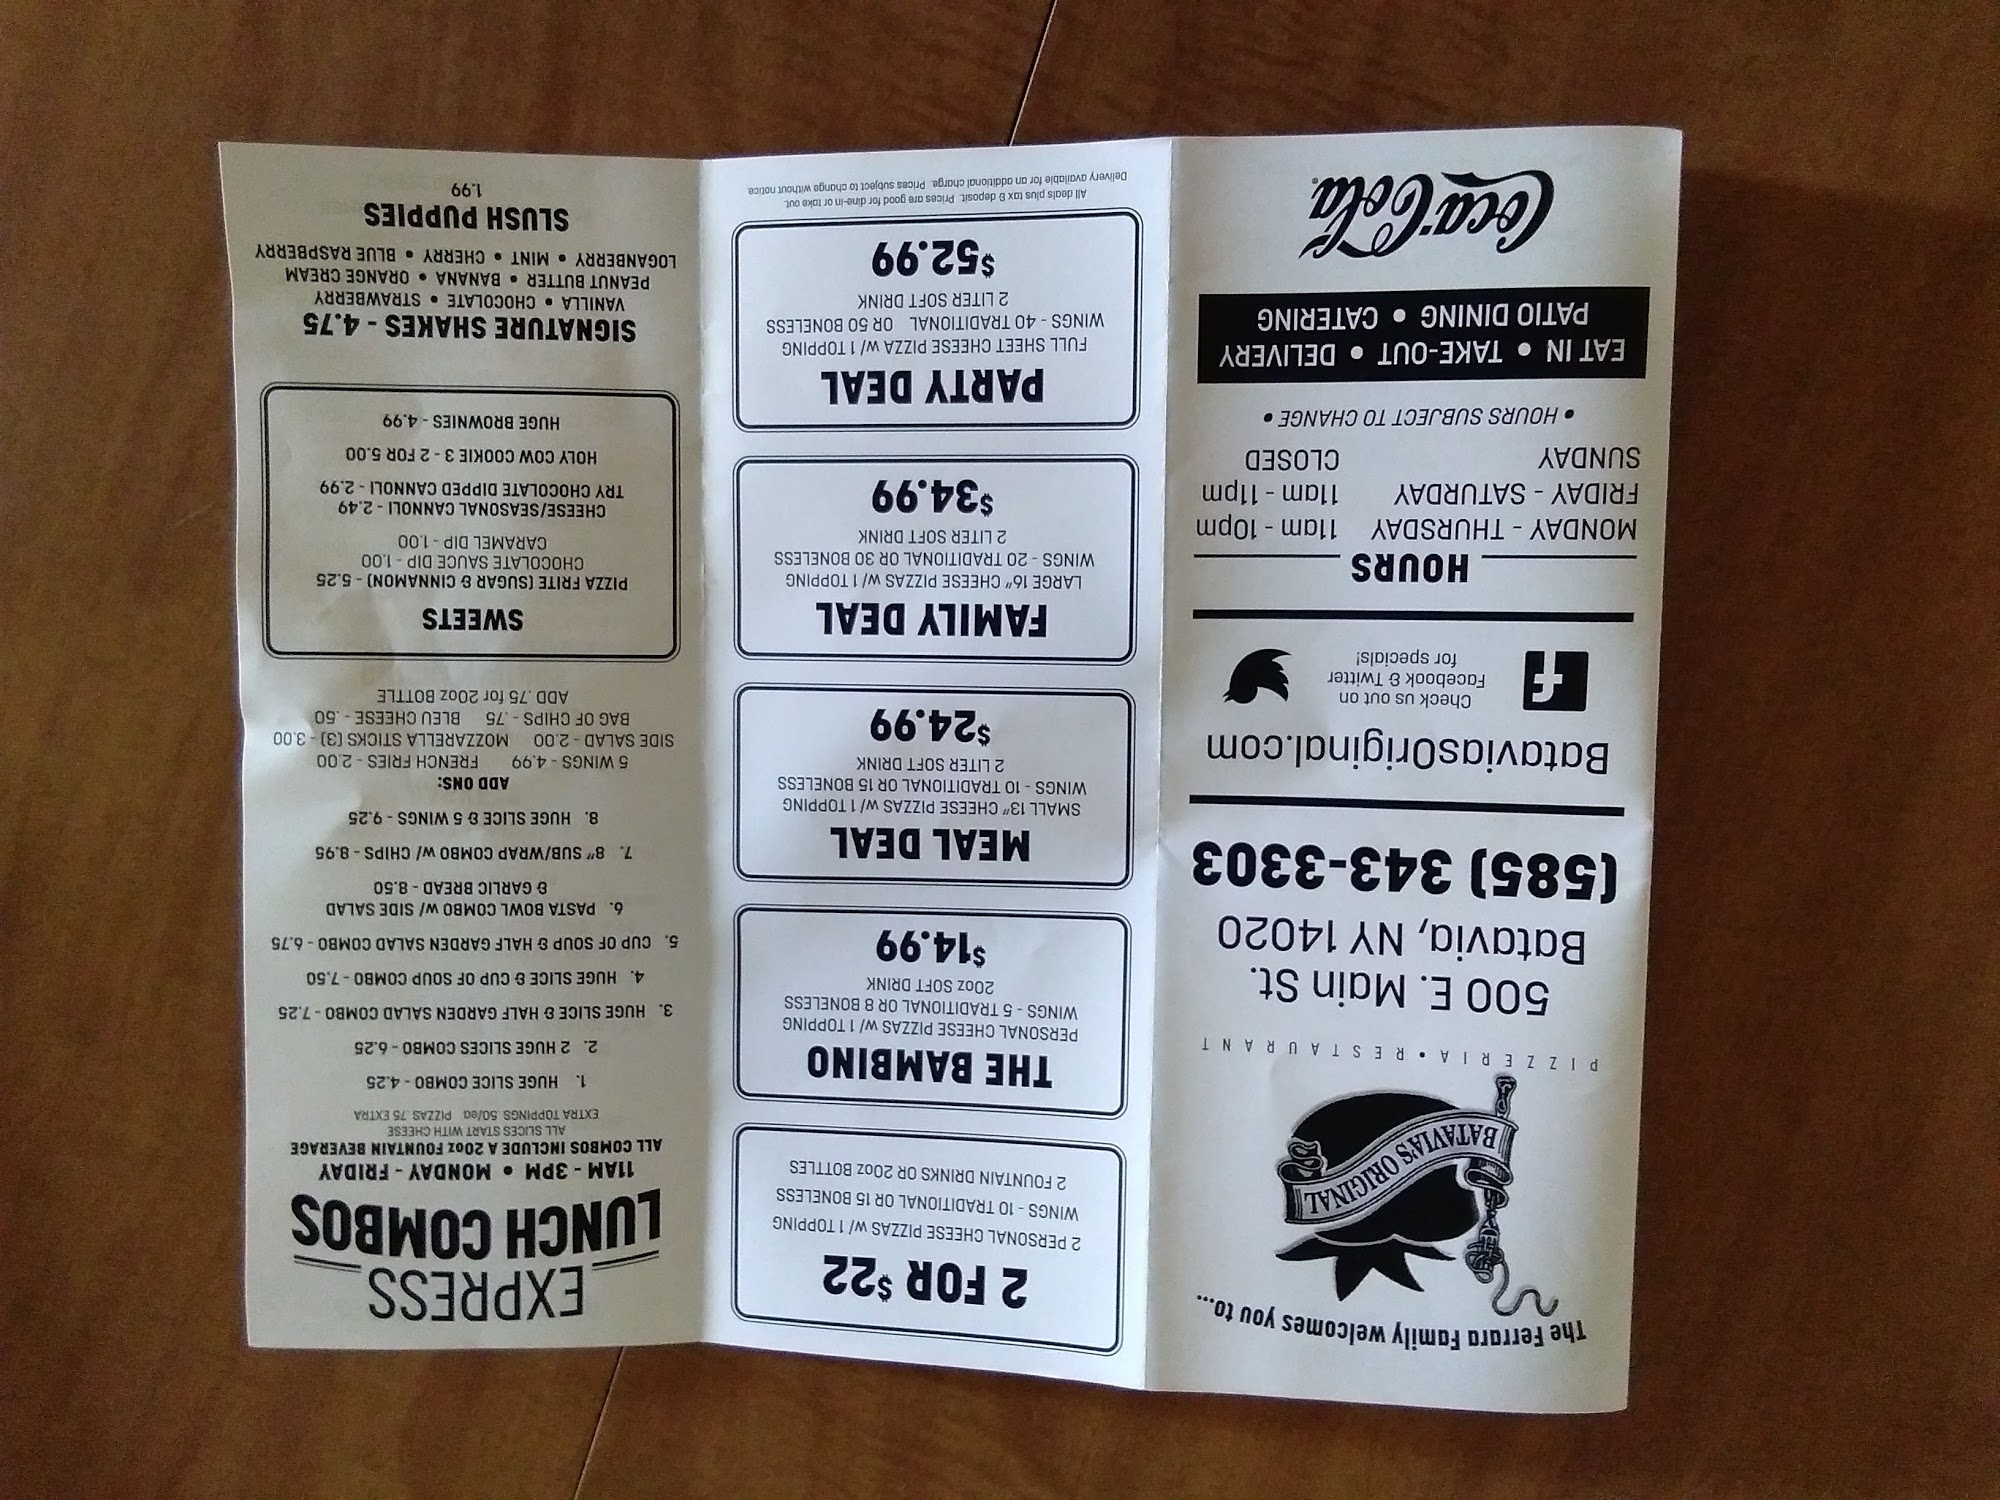 The Ferrara Family welcomes you to...
BATAVIA'S ORIGINAL
PIZZERIA • RESTAURANT
500 E. Main St.
Batavia, NY 14020
(585) 343-3303
BataviasOriginal.com
Check us out on
Facebook & Twitter
for specials!
HOURS
MONDAY - THURSDAY 11am - 10pm
FRIDAY - SATURDAY 11am - 11pm
SUNDAY CLOSED
• HOURS SUBJECT TO CHANGE •
EAT IN • TAKE-OUT • DELIVERY
PATIO DINING • CATERING
Coca-Cola®
2 FOR $22
2 PERSONAL CHEESE PIZZAS W/ 1 TOPPING
WINGS - 10 TRADITIONAL OR 15 BONELESS
2 FOUNTAIN DRINKS OR 20oz BOTTLES
THE BAMBINO
PERSONAL CHEESE PIZZAS W/ 1 TOPPING
WINGS - 5 TRADITIONAL OR 8 BONELESS
20oz SOFT DRINK
$14.99
MEAL DEAL
SMALL 13" CHEESE PIZZAS W/ 1 TOPPING
WINGS - 10 TRADITIONAL OR 15 BONELESS
2 LITER SOFT DRINK
$24.99
FAMILY DEAL
LARGE 16" CHEESE PIZZAS W/ 1 TOPPING
WINGS - 20 TRADITIONAL OR 30 BONELESS
2 LITER SOFT DRINK
$34.99
PARTY DEAL
FULL SHEET CHEESE PIZZA W/ 1 TOPPING
WINGS - 40 TRADITIONAL OR 50 BONELESS
2 LITER SOFT DRINK
$52.99
All deals plus tax & deposit. Prices are good for dine-in or take out.
Delivery available for an additional charge. Prices subject to change without notice.
EXPRESS
LUNCH COMBOS
11AM - 3PM • MONDAY - FRIDAY
ALL COMBOS INCLUDE A 20oz FOUNTAIN BEVERAGE
ALL SLICES START WITH CHEESE
EXTRA TOPPINGS .50/ea PIZZAS .75 EXTRA
1. HUGE SLICE COMBO - 4.25
2. 2 HUGE SLICES COMBO - 6.25
3. HUGE SLICE & HALF GARDEN SALAD COMBO - 7.25
4. HUGE SLICE & CUP OF SOUP COMBO - 7.50
5. CUP OF SOUP & HALF GARDEN SALAD COMBO - 6.75
6. PASTA BOWL COMBO W/ SIDE SALAD
& GARLIC BREAD - 8.50
7. 8" SUB/WRAP COMBO W/ CHIPS - 8.95
8. HUGE SLICE & 5 WINGS - 9.25
ADD ONS:
5 WINGS - 4.99 FRENCH FRIES - 2.00
SIDE SALAD - 2.00 MOZZARELLA STICKS (3) - 3.00
BAG OF CHIPS - .75 BLEU CHEESE - .50
ADD .75 for 20oz BOTTLE
SWEETS
PIZZA FRITE (SUGAR & CINNAMON) - 5.25
CHOCOLATE SAUCE DIP - 1.00
CARAMEL DIP - 1.00
CHEESE/SEASONAL CANNOLI - 2.49
TRY CHOCOLATE DIPPED CANNOLI - 2.99
HOLY COW COOKIE 3 - 2 FOR 5.00
HUGE BROWNIES - 4.99
SIGNATURE SHAKES - 4.75
VANILLA • CHOCOLATE • STRAWBERRY
PEANUT BUTTER • BANANA • ORANGE CREAM
LOGANBERRY • MINT • CHERRY • BLUE RASPBERRY
SLUSH PUPPIES
1.99